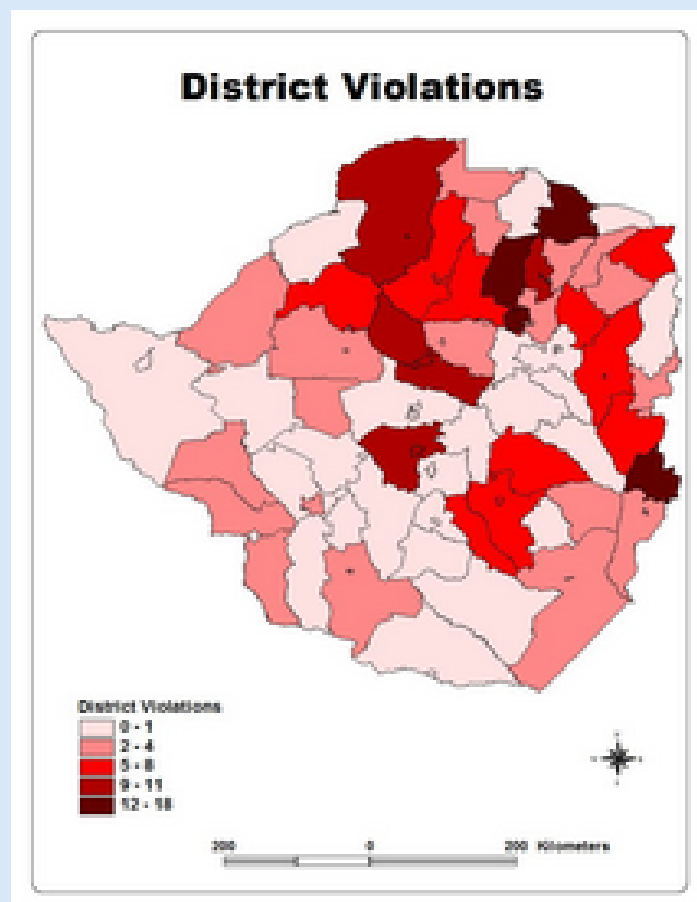 District Violations
District Violations
0 - 1
2 - 4
5 - 8
9 - 11
12 - 18
200 0 200 Kilometers